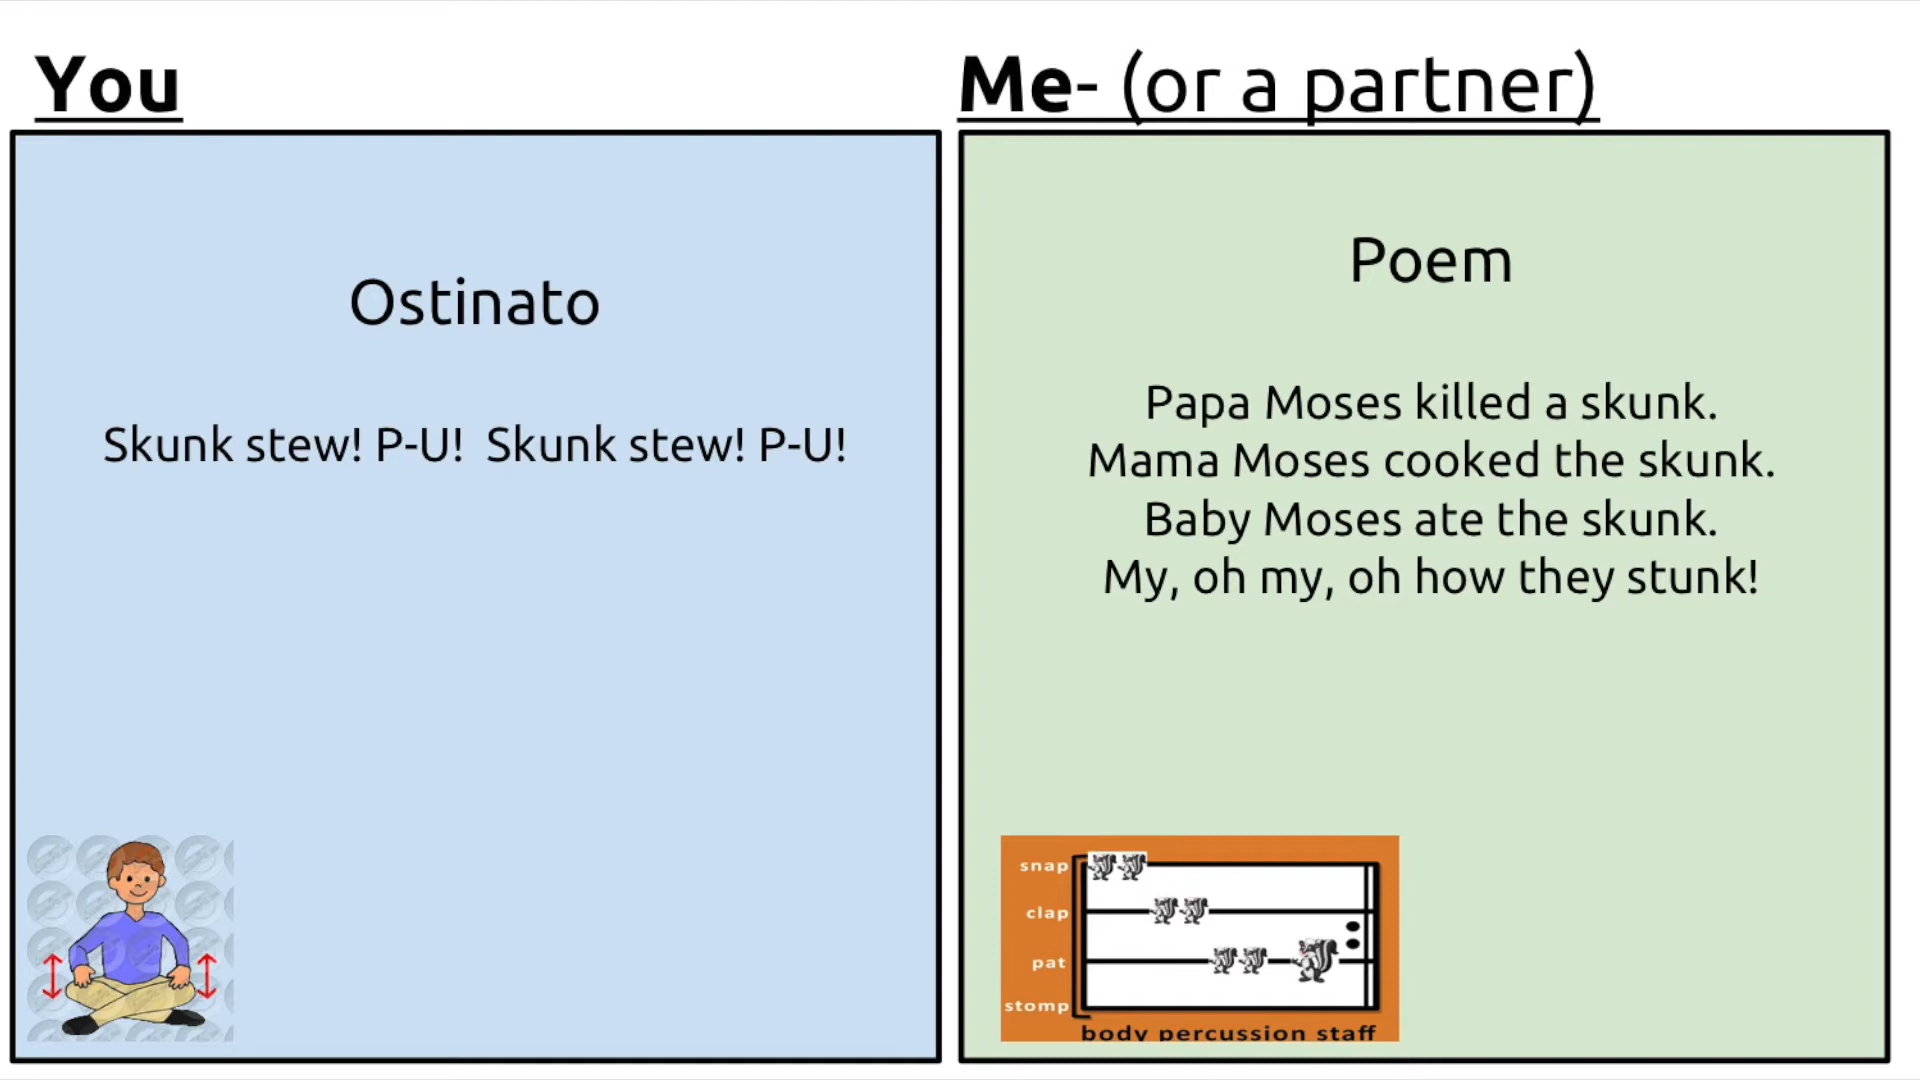 You
Me- (or a partner)
Ostinato
Skunk stew! P-U!  Skunk stew! P-U!
Poem
Papa Moses killed a skunk.
Mama Moses cooked the skunk.
Baby Moses ate the skunk.
My, oh my, oh how they stunk!
snap
clap
pat
stomp
body percussion staff